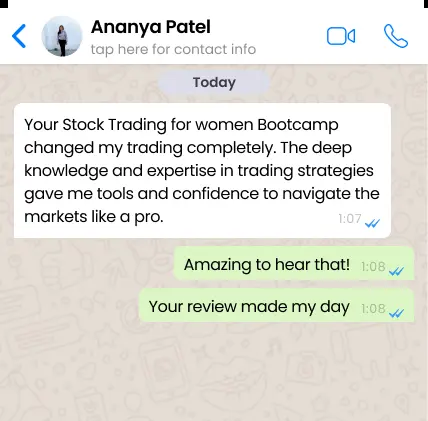 Ananya Patel
tap here for contact info
Today
Your Stock Trading for women Bootcamp
changed my trading completely. The deep
knowledge and expertise in trading strategies
gave me tools and confidence to navigate the
markets like a pro. 1:07
Amazing to hear that! 1:08
Your review made my day 1:08